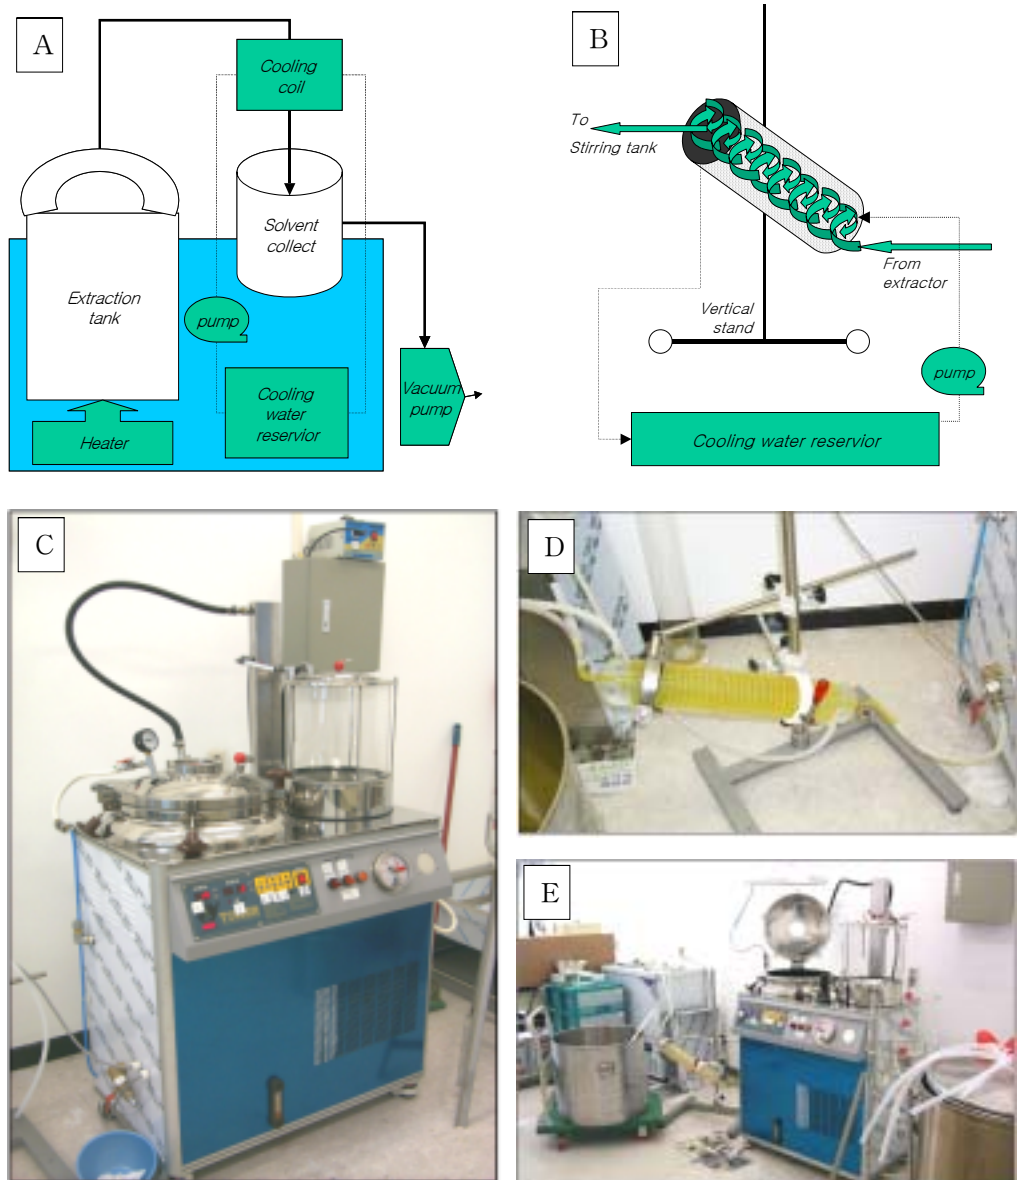 A
Cooling
coil
Solvent
collect
Extraction
tank
pump
Cooling
water
reservior
Heater
Vacuum
pump
B
To
Stirring tank
From
extractor
Vertical
stand
pump
Cooling water reservior
C
D
E